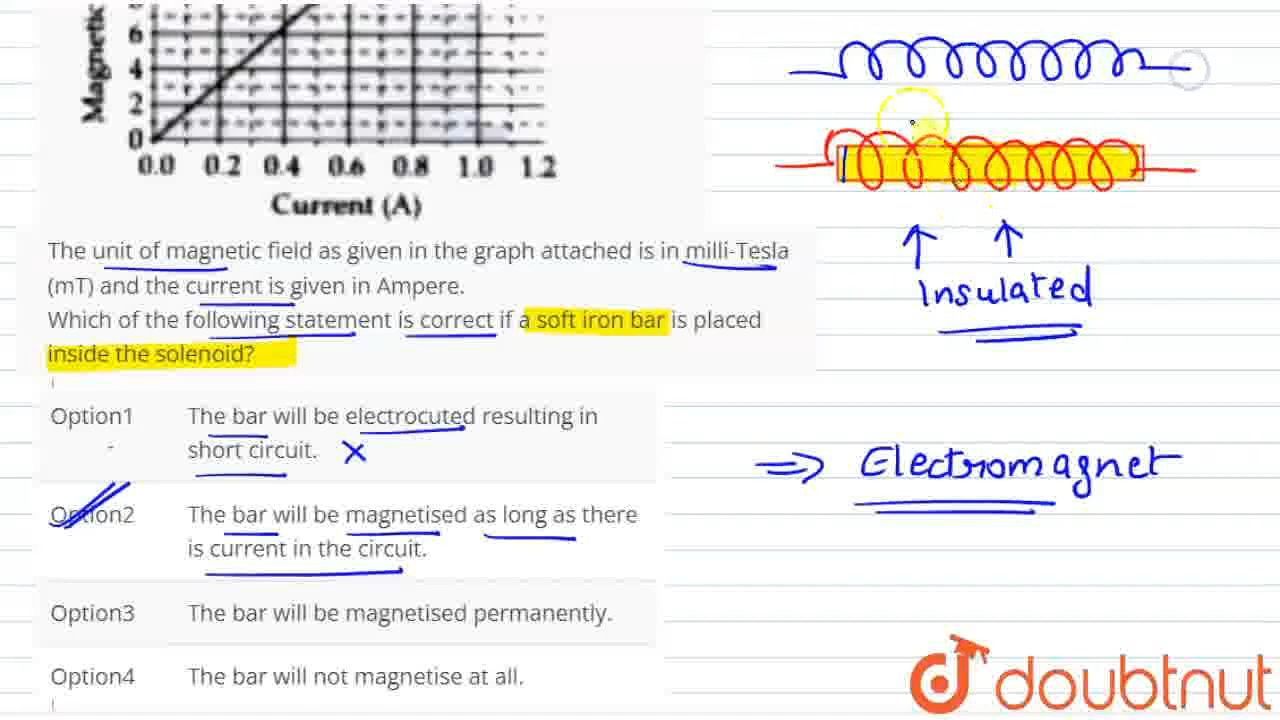 Magnetic
8
6
4
2
0
0.0 0.2 0.4 0.6 0.8 1.0 1.2
Current (A)
The unit of magnetic field as given in the graph attached is in milli-Tesla
(mT) and the current is given in Ampere.
Which of the following statement is correct if a soft iron bar is placed
inside the solenoid?
Option1 The bar will be electrocuted resulting in
short circuit.
Option2 The bar will be magnetised as long as there
is current in the circuit.
Option3 The bar will be magnetised permanently.
Option4 The bar will not magnetise at all.
Insulated
⇒ Electromagnet
doubtnut